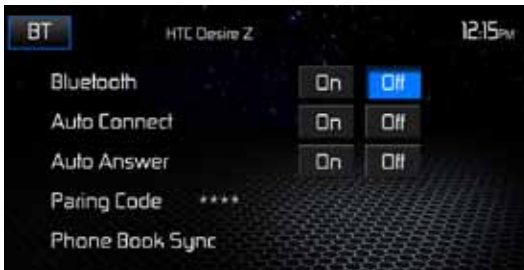 BT HTC Desire Z 12:15PM
Bluetooth On Off
Auto Connect On Off
Auto Answer On Off
Paring Code ****
Phone Book Sync